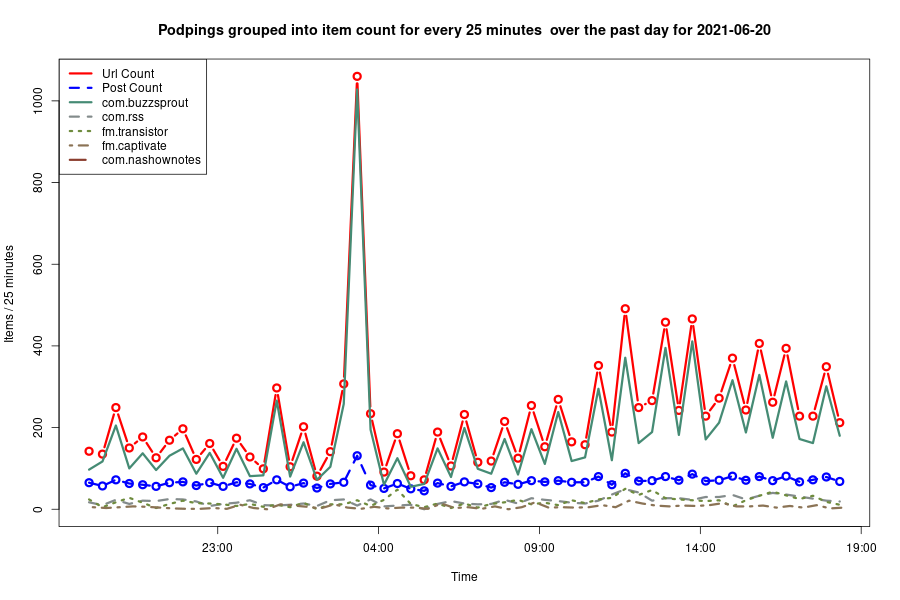 Podpings grouped into item count for every 25 minutes  over the past day for 2021-06-20
Url Count
Post Count
com.buzzsprout
com.rss
fm.transistor
fm.captivate
com.nashownotes
Items / 25 minutes
1000
800
600
400
200
0
23:00
04:00
09:00
14:00
19:00
Time